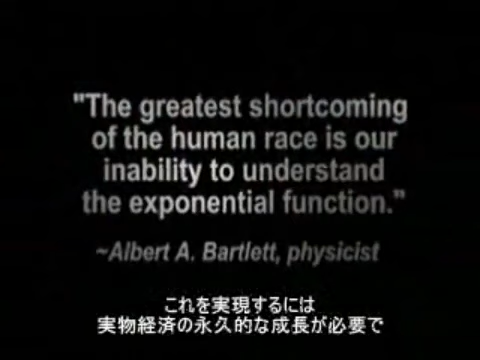 "The greatest shortcoming
of the human race is our
inability to understand
the exponential function."
~Albert A. Bartlett, physicist
これを実現するには
実物経済の永久的な成長が必要で